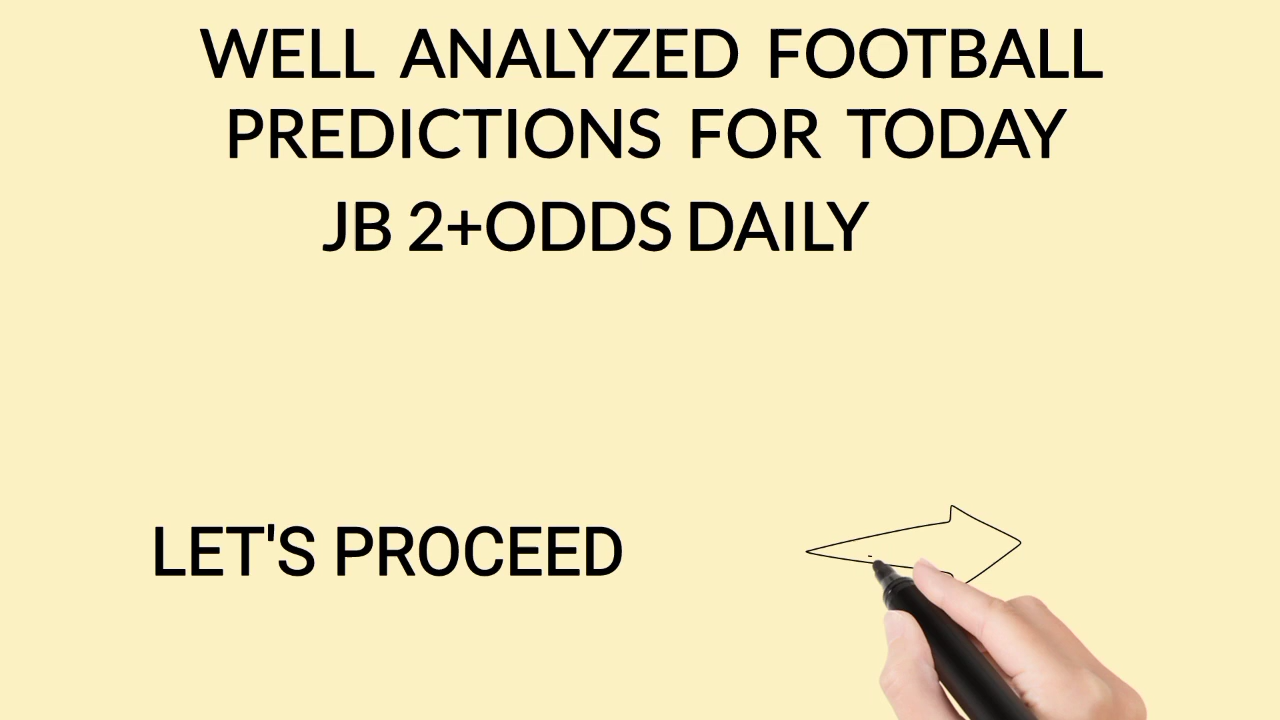 WELL ANALYZED FOOTBALL
PREDICTIONS FOR TODAY
JB 2+ODDS DAILY
LET'S PROCEED